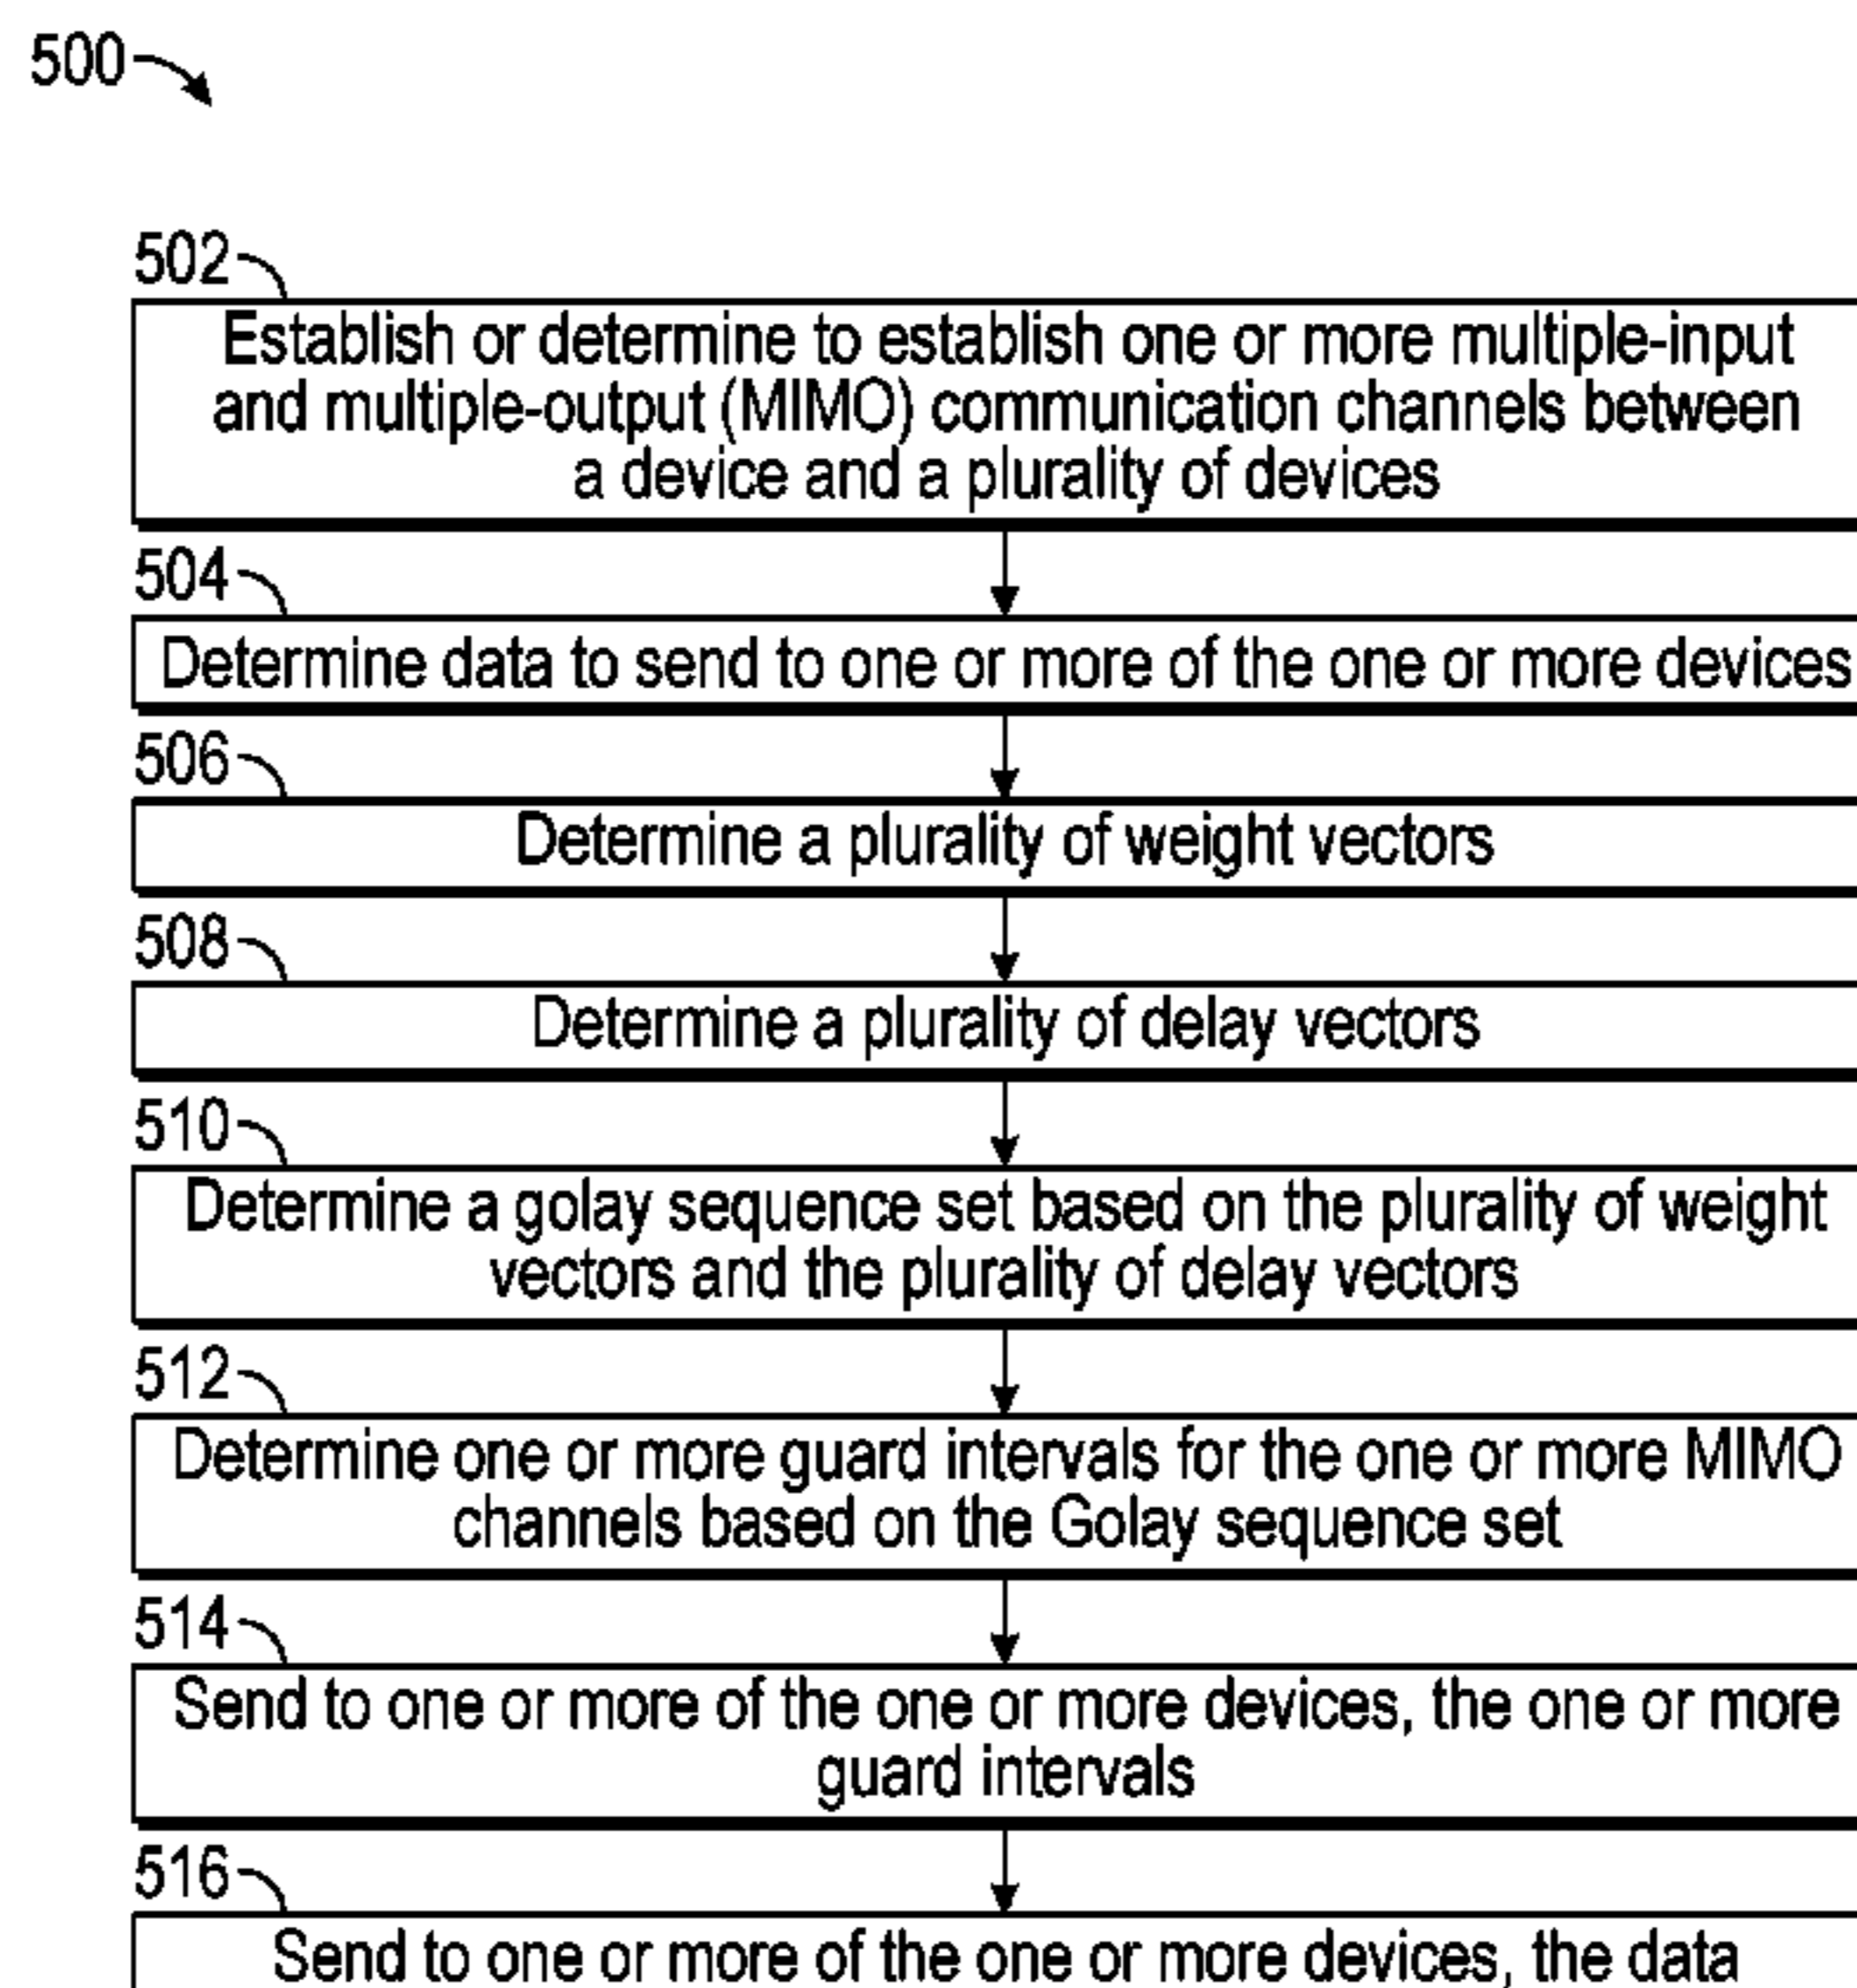 500
502
Establish or determine to establish one or more multiple-input
and multiple-output (MIMO) communication channels between
a device and a plurality of devices
504
Determine data to send to one or more of the one or more devices
506
Determine a plurality of weight vectors
508
Determine a plurality of delay vectors
510
Determine a golay sequence set based on the plurality of weight
vectors and the plurality of delay vectors
512
Determine one or more guard intervals for the one or more MIMO
channels based on the Golay sequence set
514
Send to one or more of the one or more devices, the one or more
guard intervals
516
Send to one or more of the one or more devices, the data